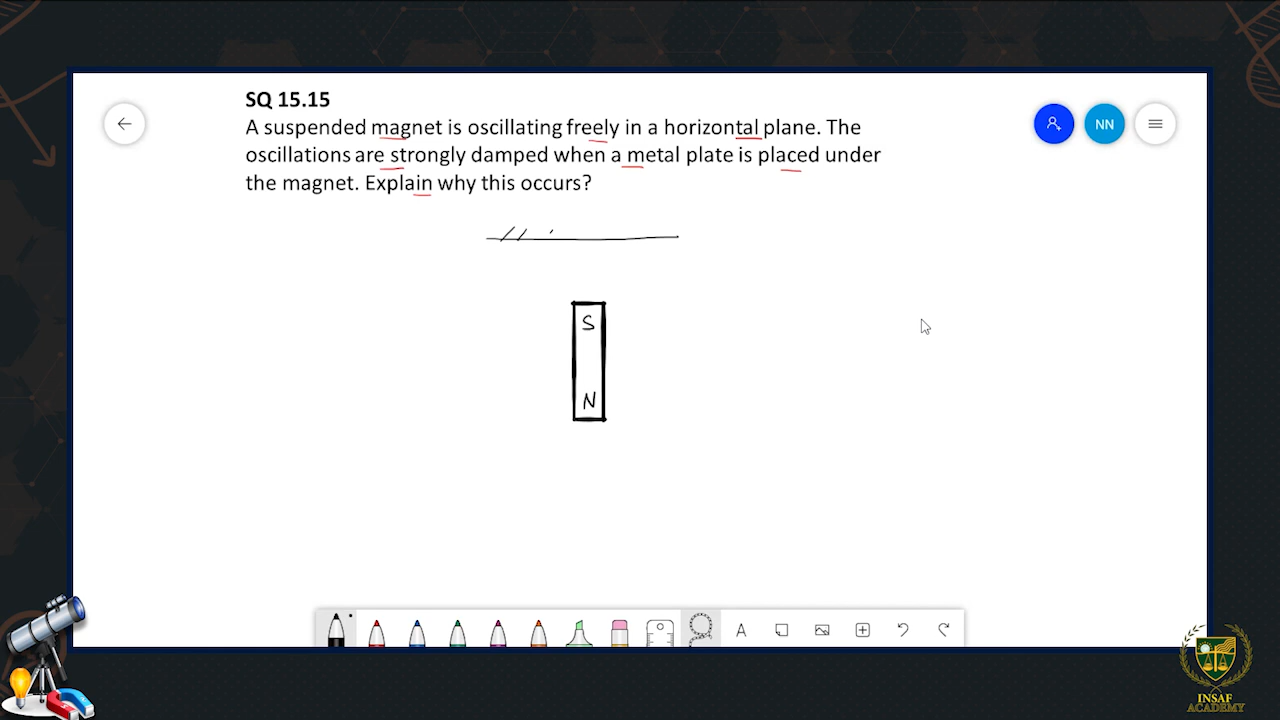 SQ 15.15
A suspended magnet is oscillating freely in a horizontal plane. The
oscillations are strongly damped when a metal plate is placed under
the magnet. Explain why this occurs?
NN
S
N
A
INSAF
ACADEMY